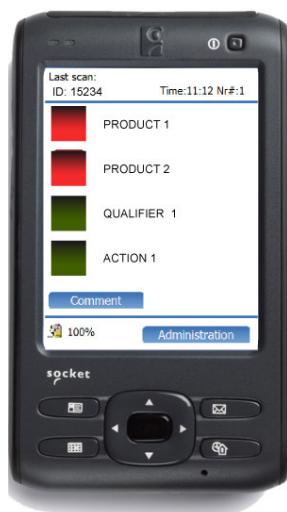 Last scan:
ID: 15234 Time:11:12 Nr#:1
PRODUCT 1
PRODUCT 2
QUALIFIER 1
ACTION 1
Comment
100% Administration
socket